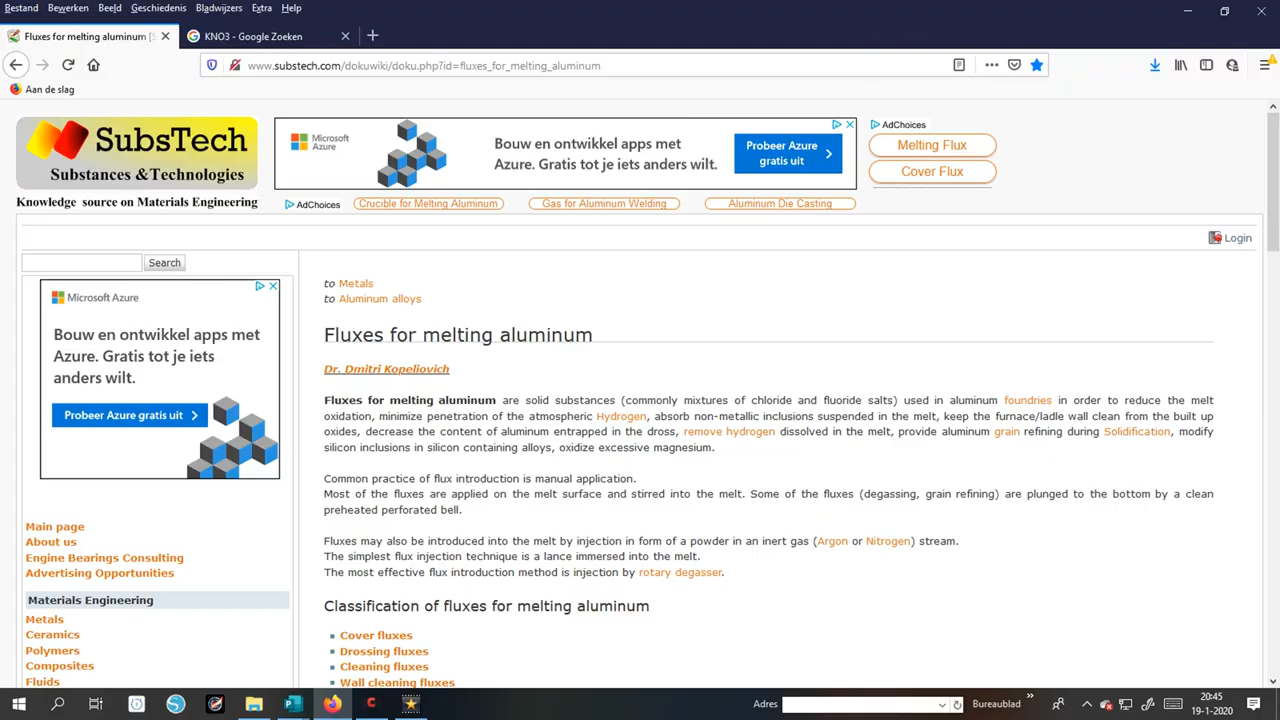 Bestand Bewerken Beeld Geschiedenis Bladwijzers Extra Help
Fluxes for melting aluminum [S
KNO3 - Google Zoeken
www.substech.com/dokuwiki/doku.php?id=fluxes_for_melting_aluminum
Aan de slag
SubsTech
Substances &Technologies
Knowledge source on Materials Engineering
Microsoft
Azure
Bouw en ontwikkel apps met
Azure. Gratis tot je iets anders wilt.
Probeer Azure
gratis uit
AdChoices
Melting Flux
Cover Flux
AdChoices
Crucible for Melting Aluminum
Gas for Aluminum Welding
Aluminum Die Casting
Login
Search
Microsoft Azure
Bouw en ontwikkel apps
met Azure. Gratis tot je iets
anders wilt.
Probeer Azure gratis uit
Main page
About us
Engine Bearings Consulting
Advertising Opportunities
Materials Engineering
Metals
Ceramics
Polymers
Composites
Fluids
to Metals
to Aluminum alloys
Fluxes for melting aluminum
Dr. Dmitri Kopeliovich
Fluxes for melting aluminum are solid substances (commonly mixtures of chloride and fluoride salts) used in aluminum foundries in order to reduce the melt
oxidation, minimize penetration of the atmospheric Hydrogen, absorb non-metallic inclusions suspended in the melt, keep the furnace/ladle wall clean from the built up
oxides, decrease the content of aluminum entrapped in the dross, remove hydrogen dissolved in the melt, provide aluminum grain refining during Solidification, modify
silicon inclusions in silicon containing alloys, oxidize excessive magnesium.
Common practice of flux introduction is manual application.
Most of the fluxes are applied on the melt surface and stirred into the melt. Some of the fluxes (degassing, grain refining) are plunged to the bottom by a clean
preheated perforated bell.
Fluxes may also be introduced into the melt by injection in form of a powder in an inert gas (Argon or Nitrogen) stream.
The simplest flux injection technique is a lance immersed into the melt.
The most effective flux introduction method is injection by rotary degasser.
Classification of fluxes for melting aluminum
Cover fluxes
Drossing fluxes
Cleaning fluxes
Wall cleaning fluxes
Adres
Bureaublad
20:45
19-1-2020